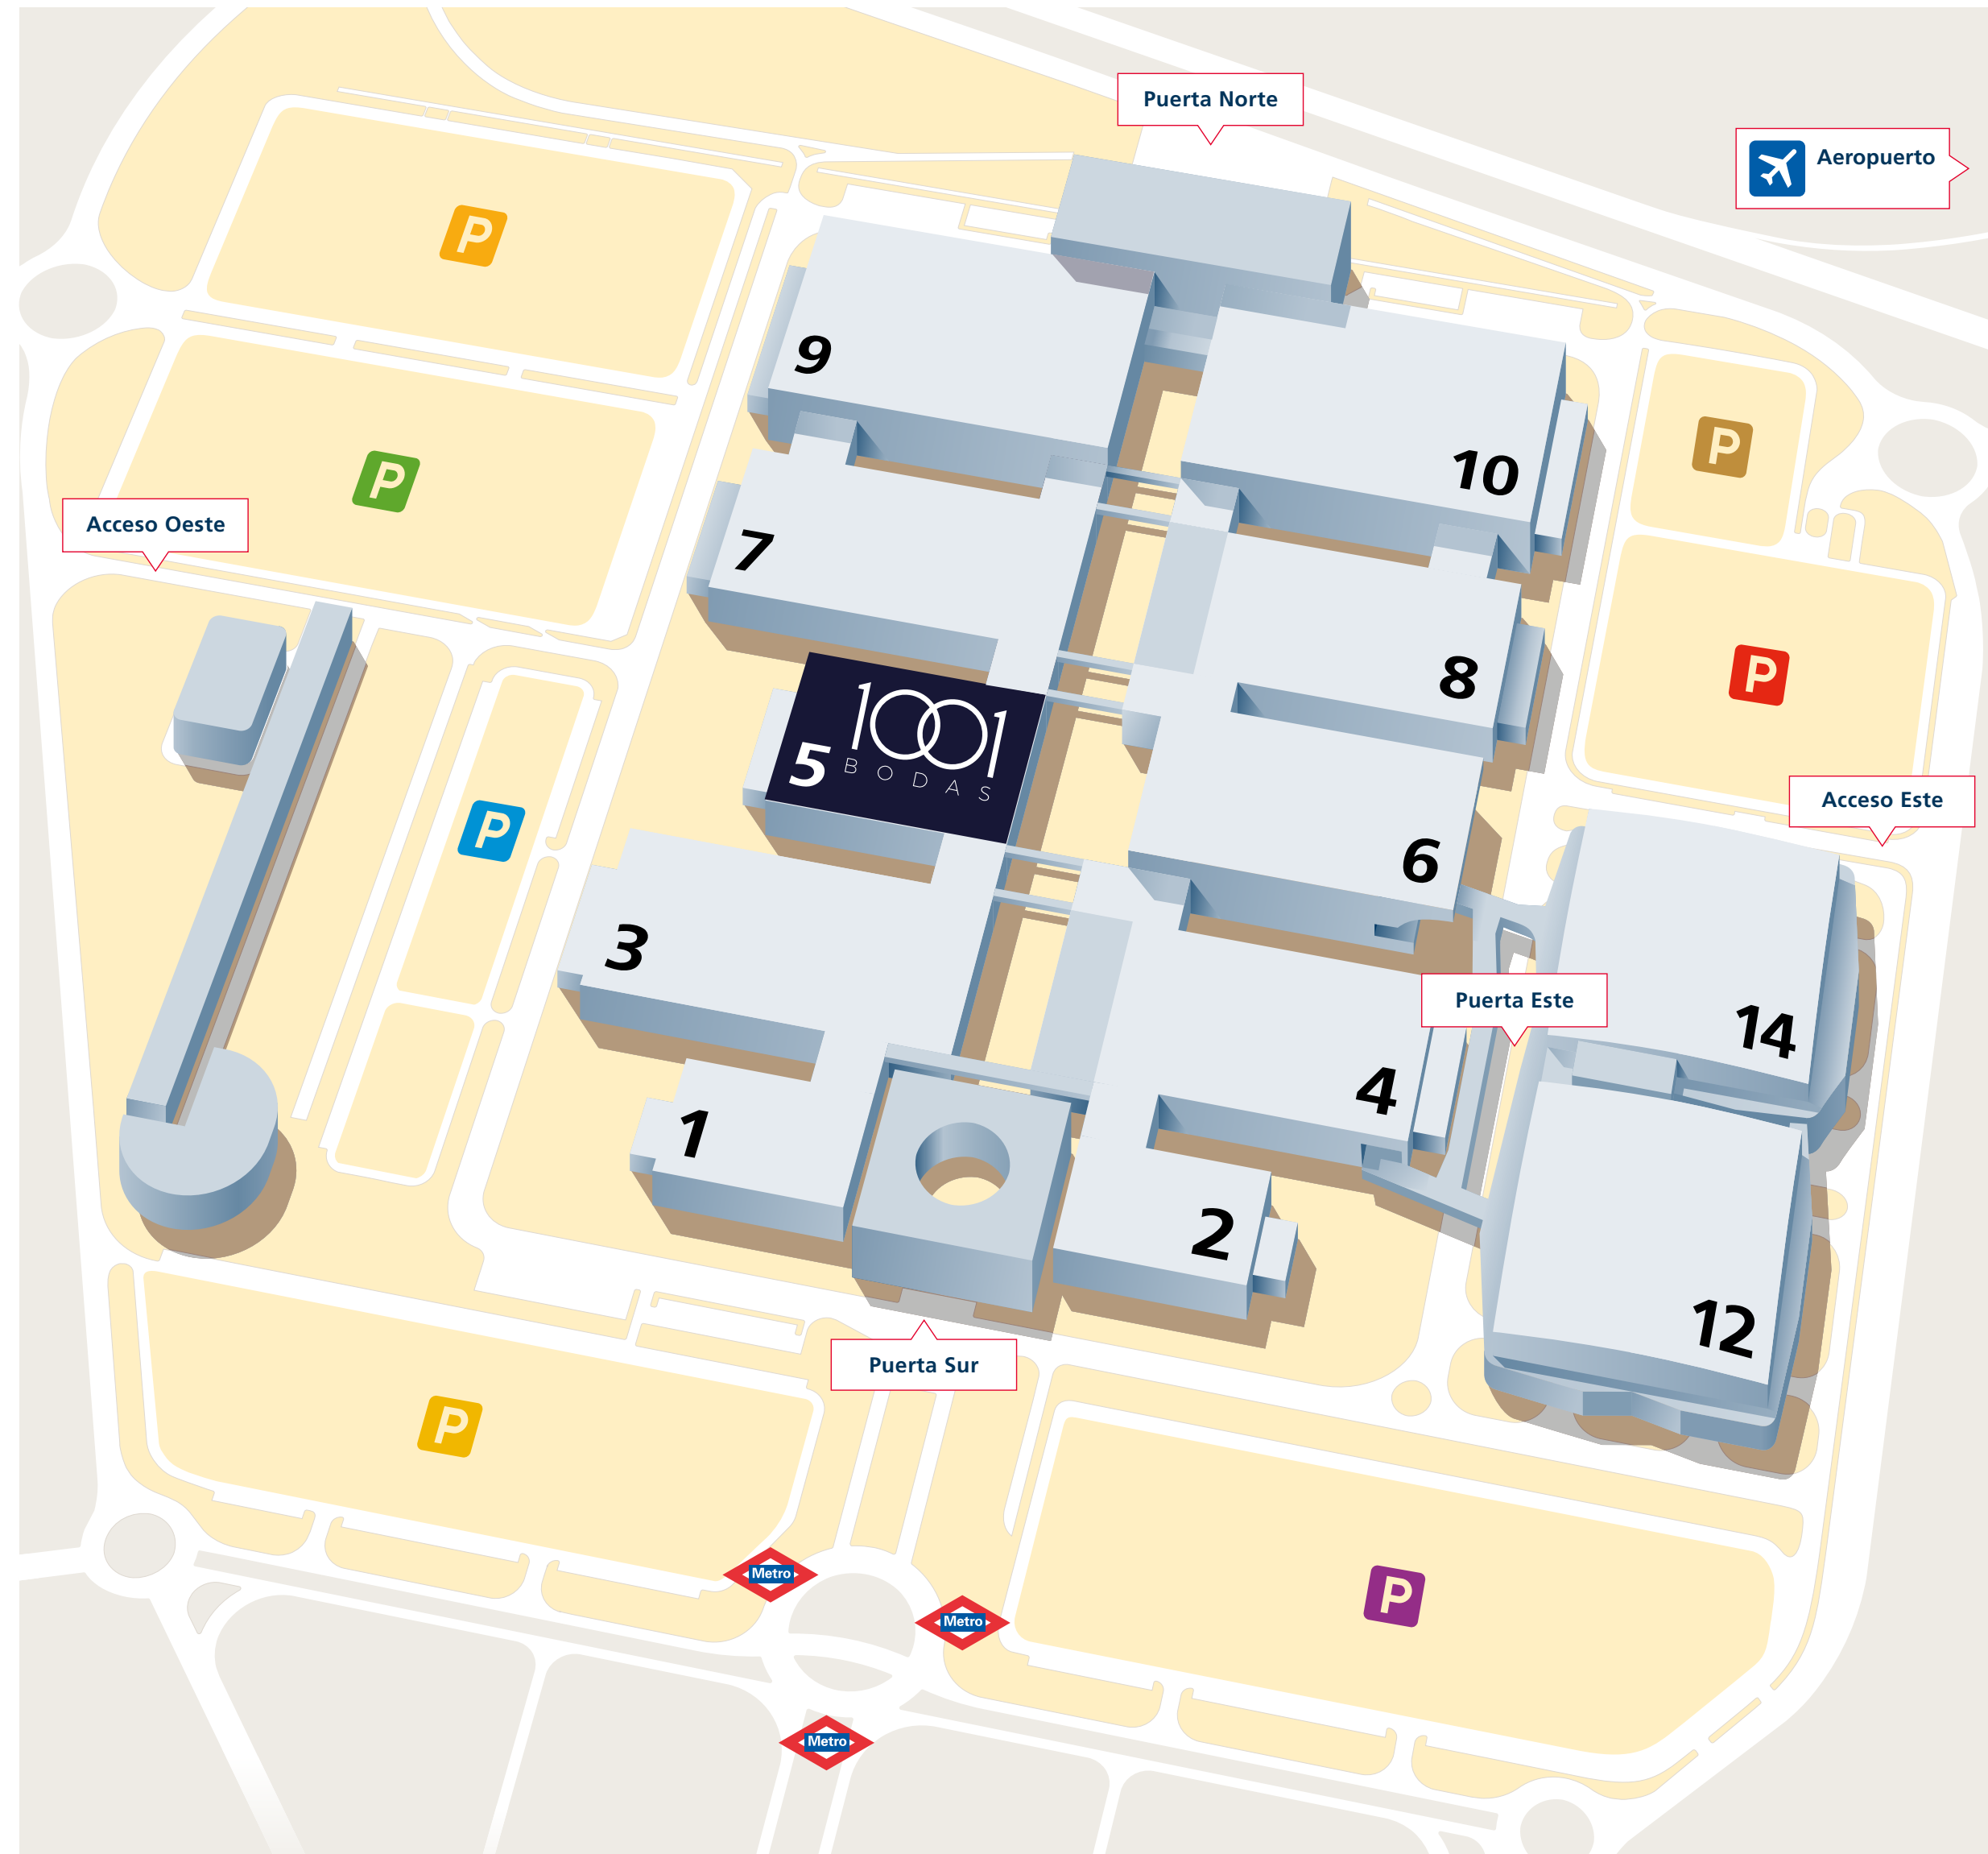 Puerta Norte
Aeropuerto
P
9
P
10
P
Acceso Oeste
7
8
P
1001
BODAS
5
Acceso Este
P
6
3
Puerta Este
14
4
1
2
12
Puerta Sur
P
Metro
P
Metro
Metro